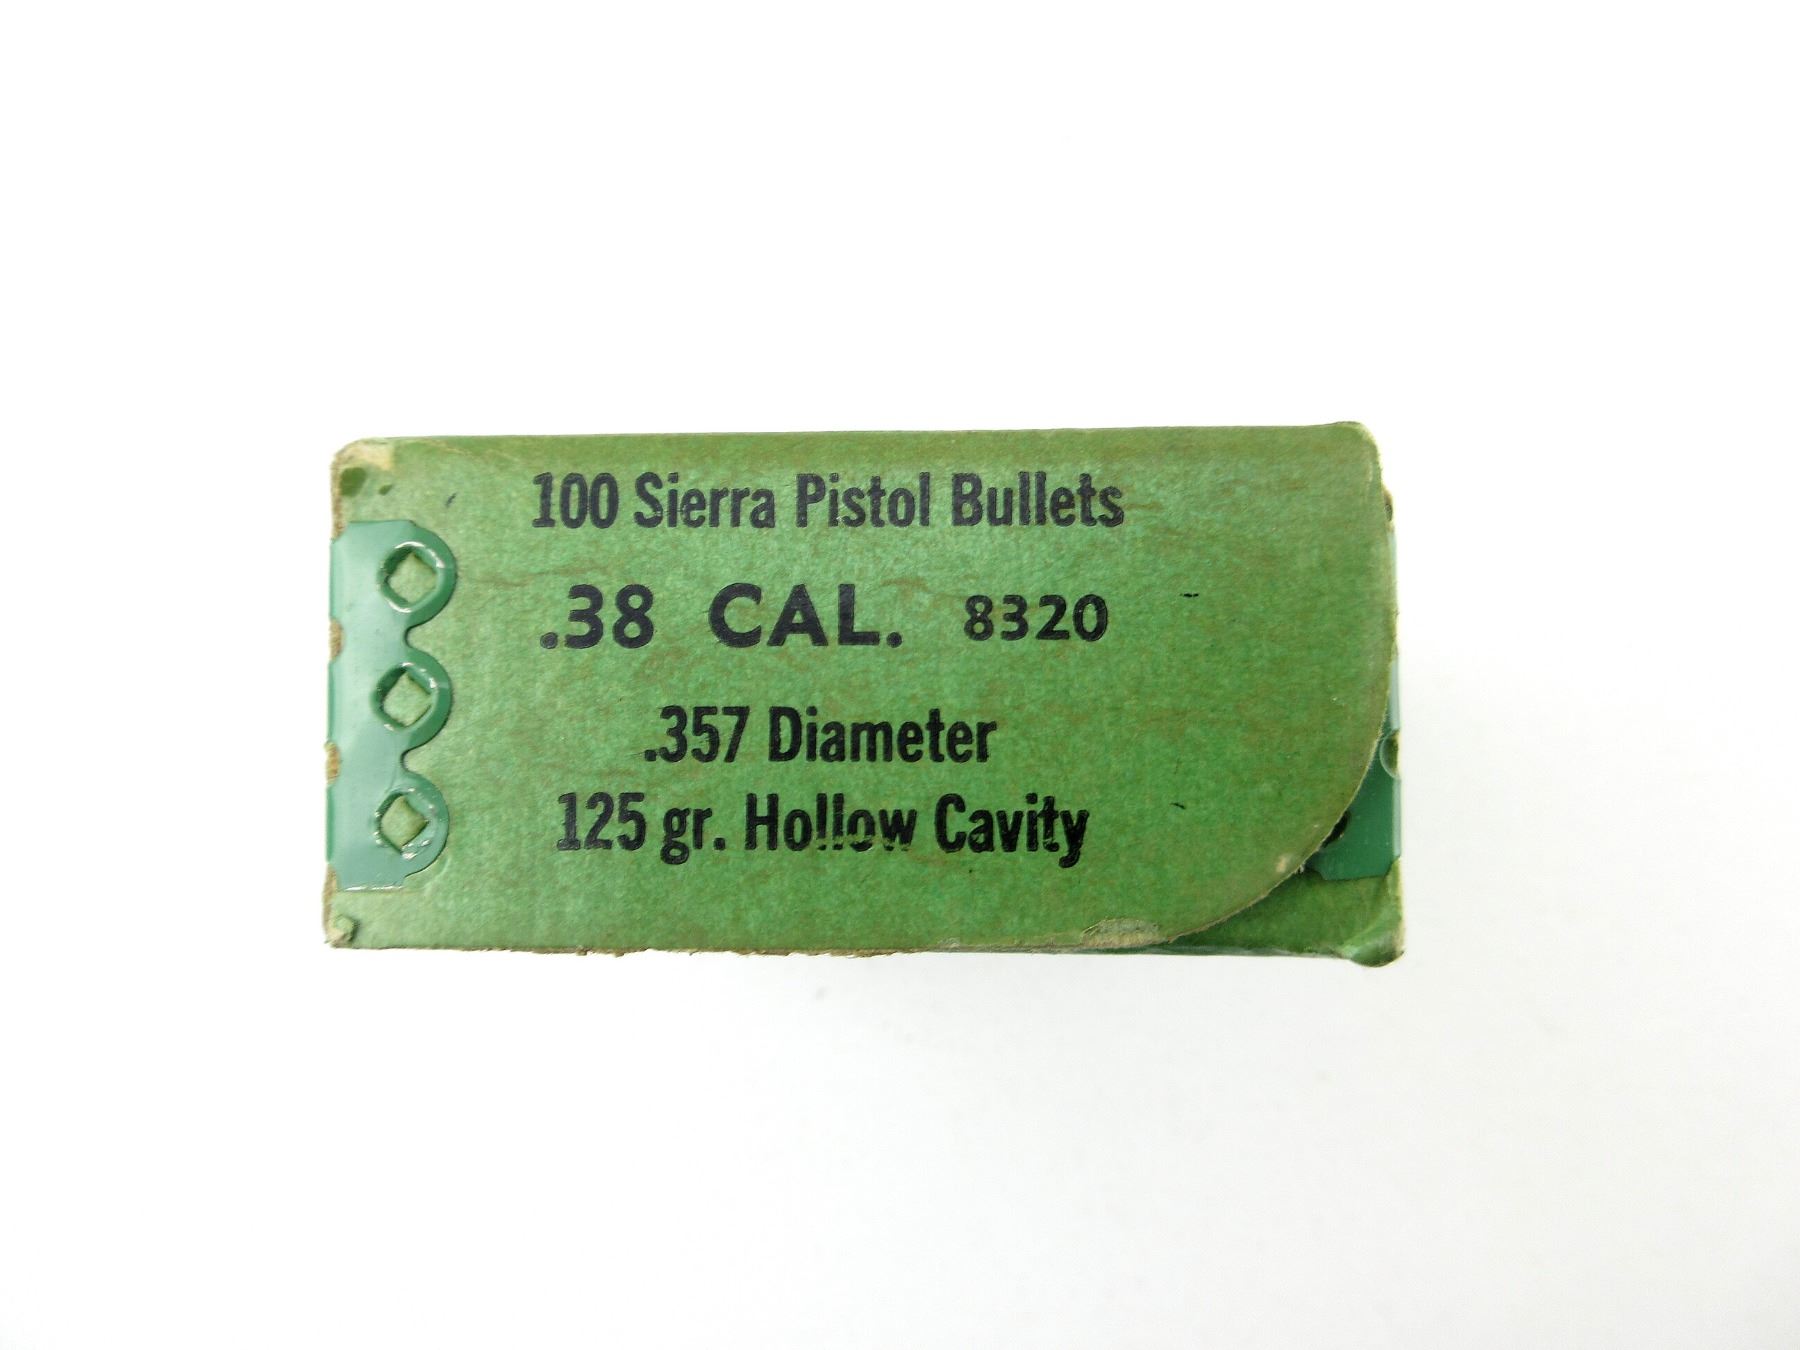 100 Sierra Pistol Bullets
.38 CAL. 8320
.357 Diameter
125 gr. Hollow Cavity